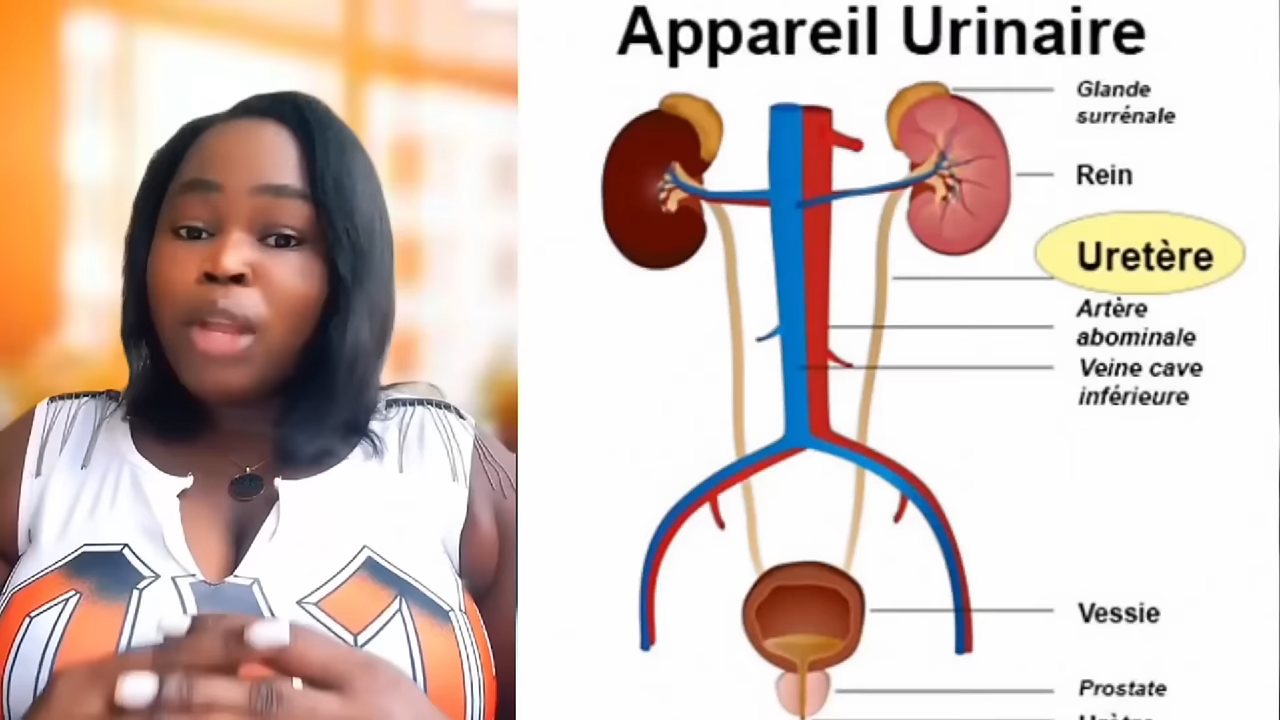 Appareil Urinaire
Glande
surrénale
Rein
Uretère
Artère
abominale
Veine cave
inférieure
Vessie
Prostate